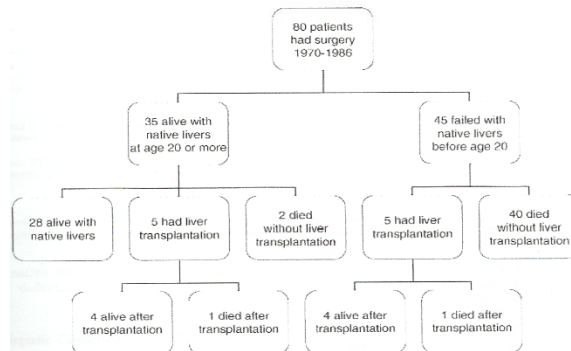 80 patients
had surgery
1970-1986
35 alive with
native livers
at age 20 or more
45 failed with
native livers
before age 20
28 alive with
native livers
5 had liver
transplantation
2 died
without liver
transplantation
5 had liver
transplantation
40 died
without liver
transplantation
4 alive after
transplantation
1 died after
transplantation
4 alive after
transplantation
1 died after
transplantation